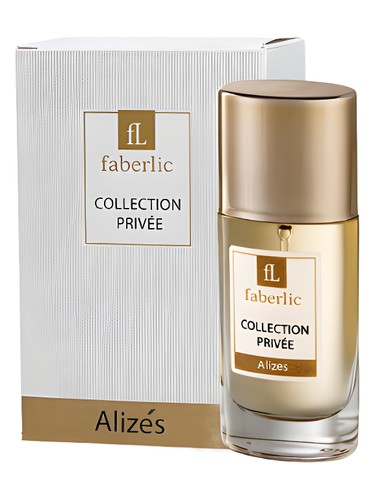 fL
faberlic
COLLECTION
PRIVÉE
Alizés
fL
faberlic
COLLECTION
PRIVÉE
Alizes